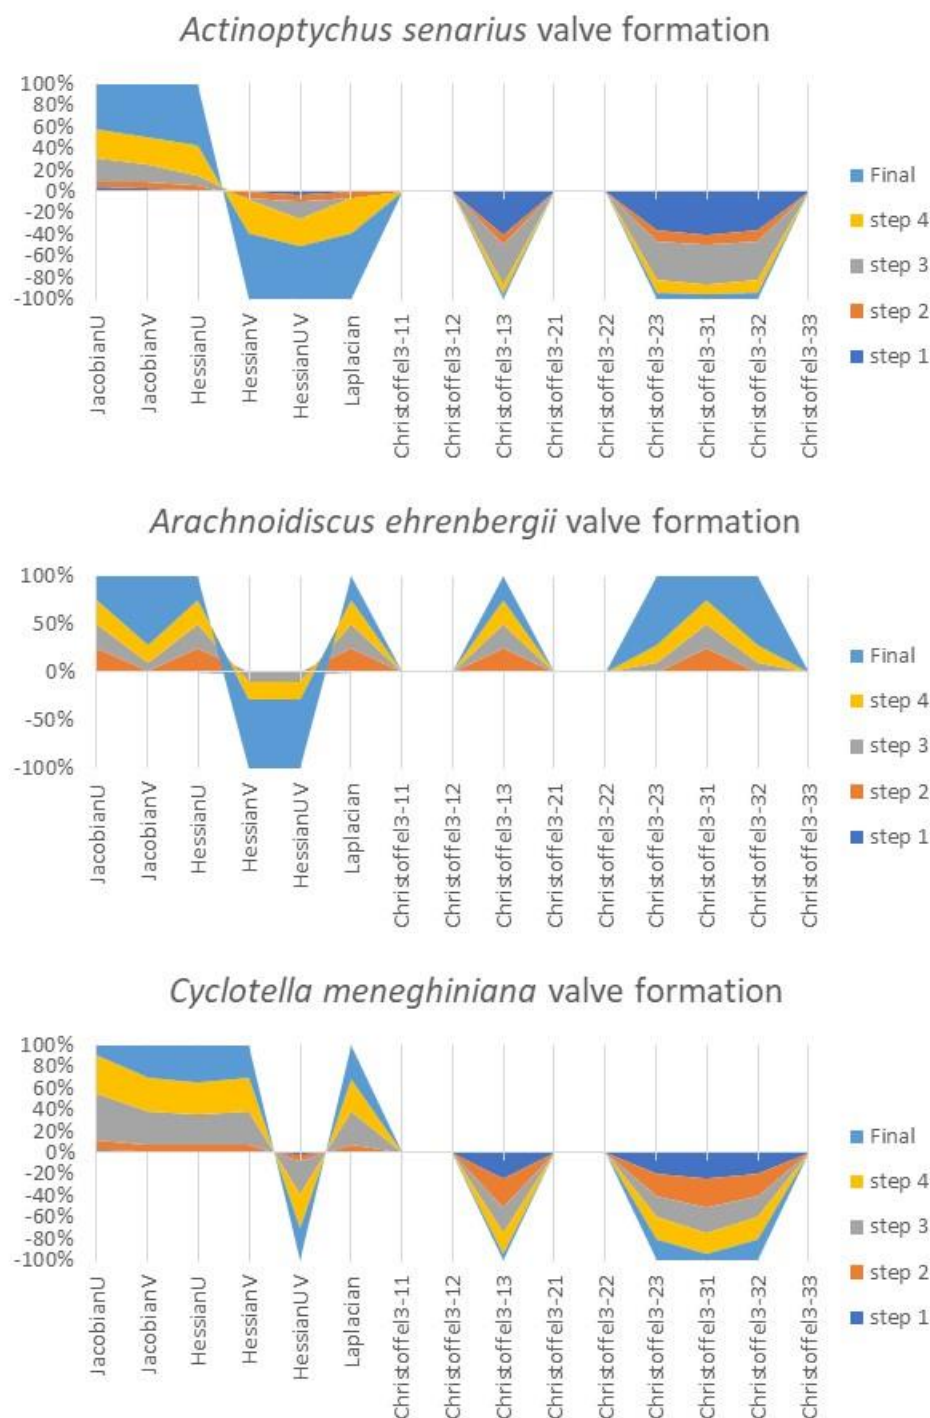 Actinoptychus senarius valve formation
100%
80%
60%
40%
20%
0%
-20%
-40%
-60%
-80%
-100%
JacobianU
JacobianV
HessianU
HessianV
HessianUV
Laplacian
Christoffel3-11
Christoffel3-12
Christoffel3-13
Christoffel3-21
Christoffel3-22
Christoffel3-23
Christoffel3-31
Christoffel3-32
Christoffel3-33
Final
step 4
step 3
step 2
step 1
Arachnoidiscus ehrenbergii valve formation
100%
50%
0%
-50%
-100%
JacobianU
JacobianV
HessianU
HessianV
HessianUV
Laplacian
Christoffel3-11
Christoffel3-12
Christoffel3-13
Christoffel3-21
Christoffel3-22
Christoffel3-23
Christoffel3-31
Christoffel3-32
Christoffel3-33
Final
step 4
step 3
step 2
step 1
Cyclotella meneghiniana valve formation
100%
80%
60%
40%
20%
0%
-20%
-40%
-60%
-80%
-100%
JacobianU
JacobianV
HessianU
HessianV
HessianUV
Laplacian
Christoffel3-11
Christoffel3-12
Christoffel3-13
Christoffel3-21
Christoffel3-22
Christoffel3-23
Christoffel3-31
Christoffel3-32
Christoffel3-33
Final
step 4
step 3
step 2
step 1